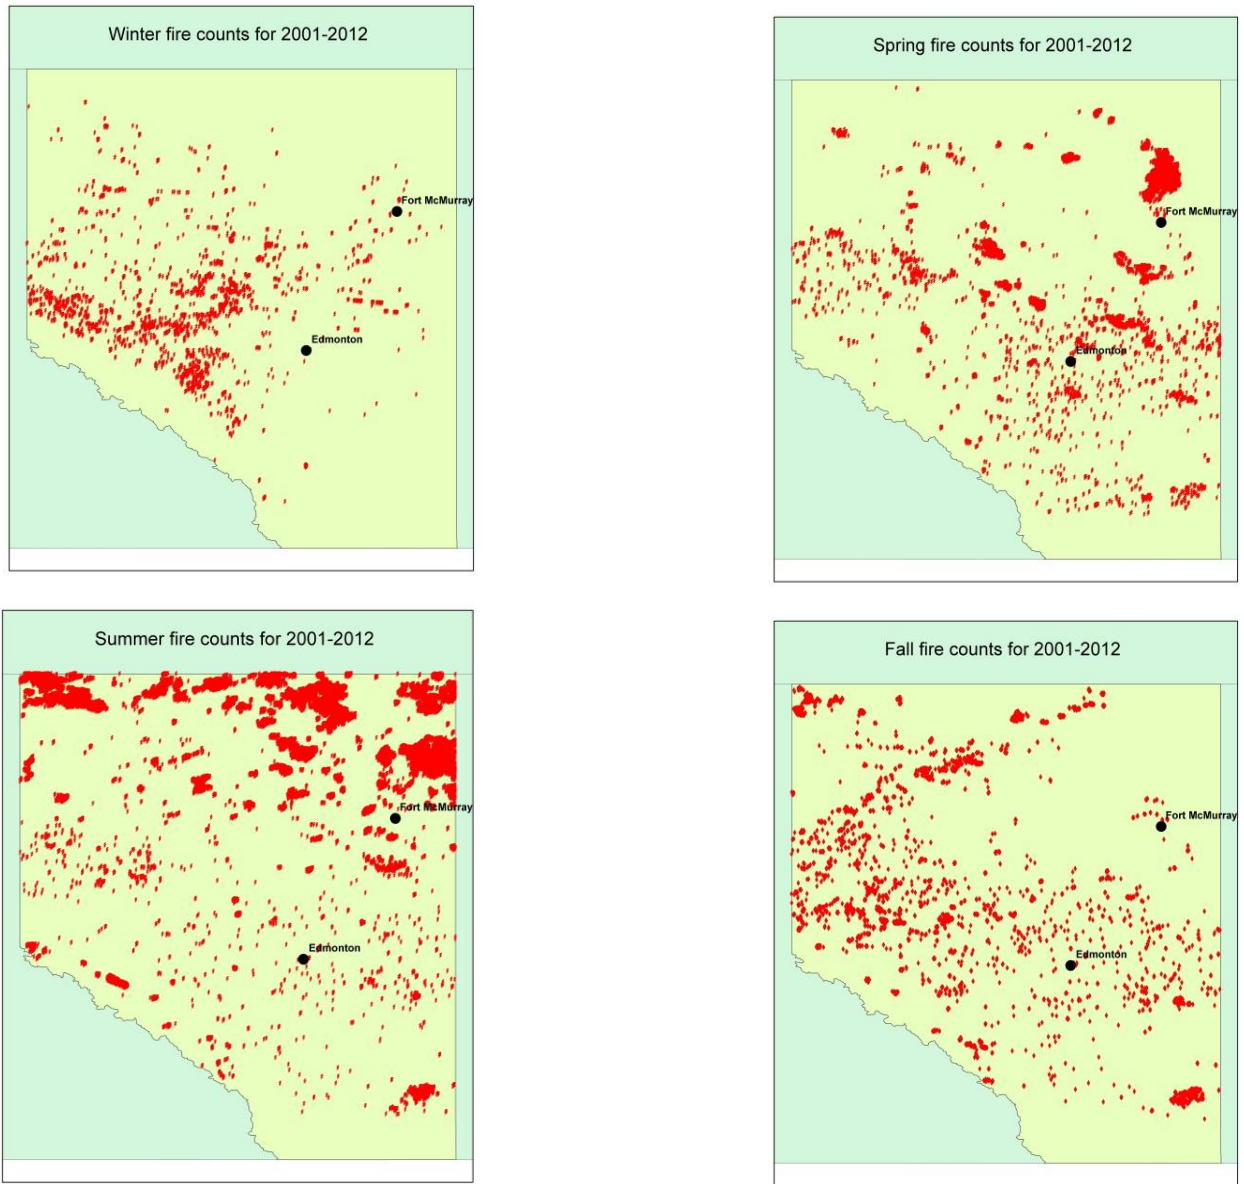 Winter fire counts for 2001-2012
Fort McMurray
Edmonton
Spring fire counts for 2001-2012
Fort McMurray
Edmonton
Summer fire counts for 2001-2012
Fort McMurray
Edmonton
Fall fire counts for 2001-2012
Fort McMurray
Edmonton